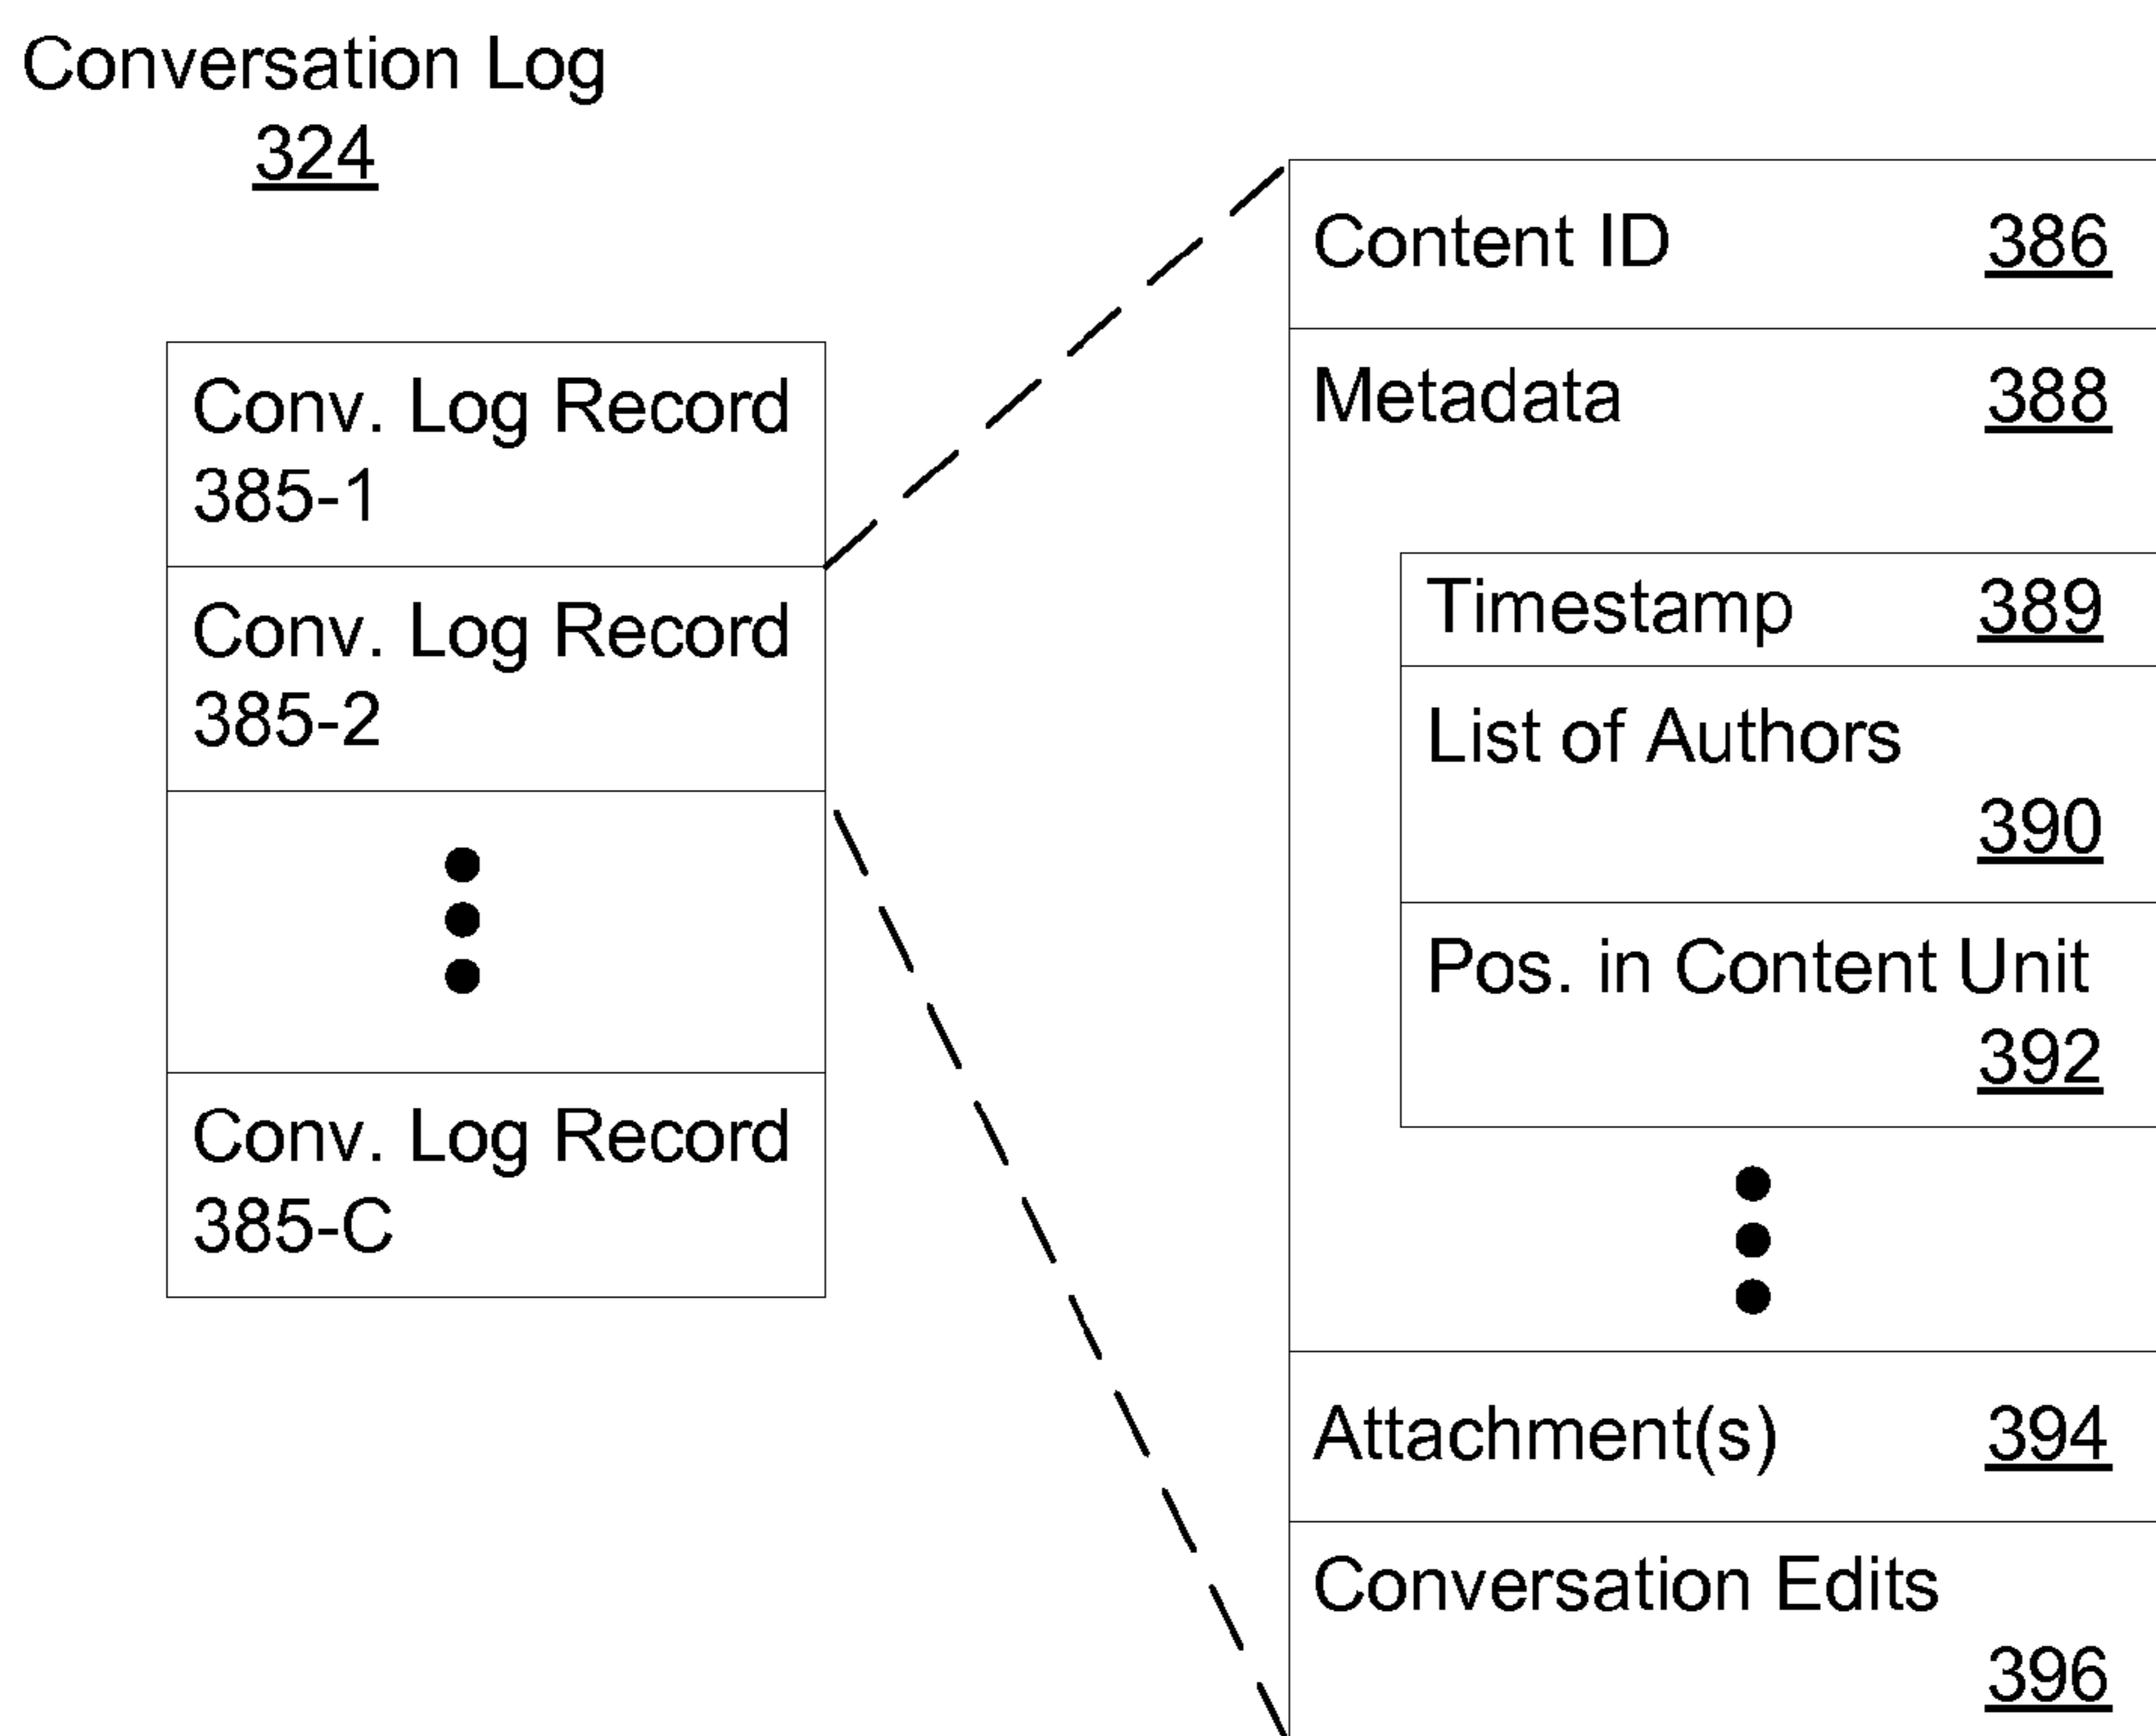 Conversation Log
324
Conv. Log Record
385-1
Conv. Log Record
385-2
Conv. Log Record
385-C
Content ID 386
Metadata 388
Timestamp 389
List of Authors
390
Pos. in Content Unit
392
Attachment(s) 394
Conversation Edits
396